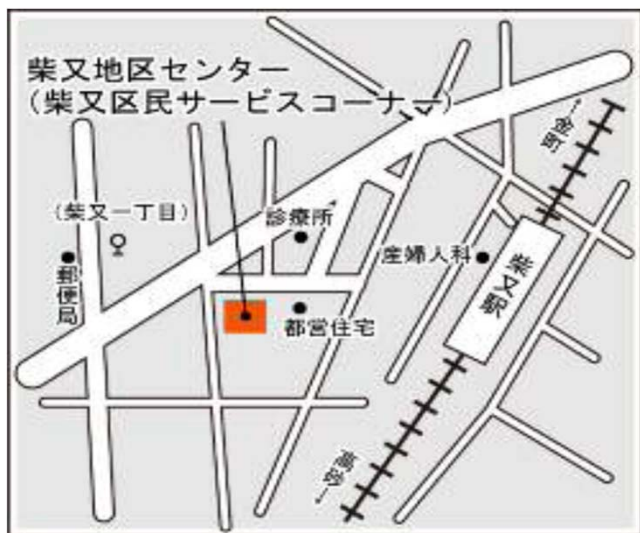 柴又地区センター
(柴又区民サービスコーナー)
←金町
(柴又一丁目)
診療所
産婦人科
柴又駅
郵便局
都営住宅
高砂→